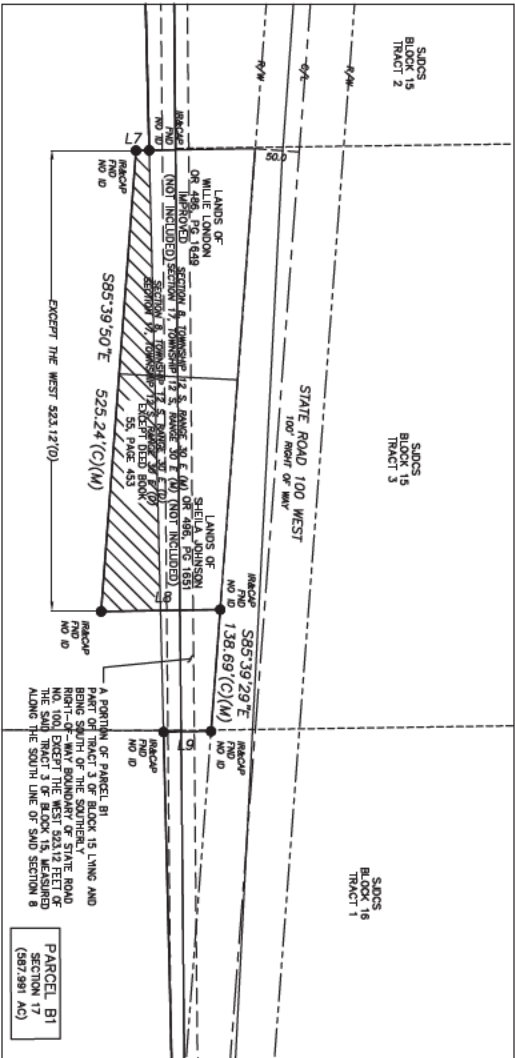 SJDCS
BLOCK 15
TRACT 2
SJDCS
BLOCK 15
TRACT 3
SJDCS
BLOCK 16
TRACT 1
R/W
C/L
R/W
STATE ROAD 100 WEST
100' RIGHT OF WAY
50.0
IR&CAP
FND
NO ID
L7
IR&CAP
FND
NO ID
LANDS OF
WILLIE LONDON
OR 486, PG 1649
IMPROVED
(NOT INCLUDED)
SECTION 8, TOWNSHIP 12 S, RANGE 30 E (M)
SECTION 17, TOWNSHIP 12 S, RANGE 30 E (M)
SECTION 8, TOWNSHIP 12 S, RANGE 30 E (D)
SECTION 17, TOWNSHIP 12 S, RANGE 30 E (D)
LANDS OF
SHEILA JOHNSON
OR 496, PG 1651
(NOT INCLUDED)
EXCEPT DEED BOOK
55, PAGE 453
L8
S85°39'50"E 525.24'(C)(M)
EXCEPT THE WEST 523.12'(D)
IR&CAP
FND
NO ID
S85°39'29"E
138.69'(C)(M)
IR&CAP
FND
NO ID
IR&CAP
FND
NO ID
L9
IR&CAP
FND
NO ID
A PORTION OF PARCEL B1
PART OF TRACT 3 OF BLOCK 15 LYING AND
BEING SOUTH OF THE SOUTHERLY
RIGHT-OF-WAY BOUNDARY OF STATE ROAD
NO. 100, EXCEPT THE WEST 523.12 FEET OF
THE SAID TRACT 3 OF BLOCK 15, MEASURED
ALONG THE SOUTH LINE OF SAID SECTION 8
PARCEL B1
SECTION 17
(587.991 AC)